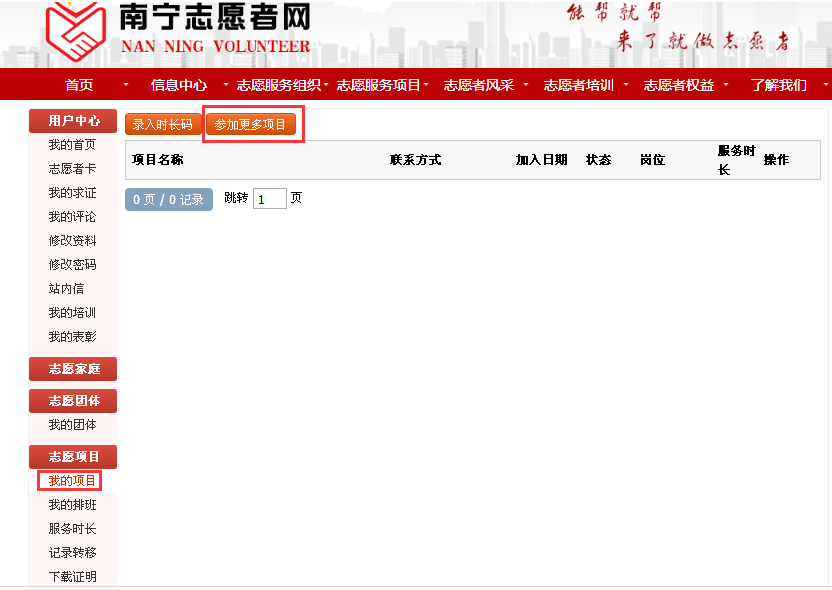 南宁志愿者网
NAN NING VOLUNTEER
能帮就帮
来了就做志愿者
首页 信息中心 志愿服务组织 志愿服务项目 志愿者风采 志愿者培训 志愿者权益 了解我们
用户中心
我的首页
志愿者卡
我的求证
我的评论
修改资料
修改密码
站内信
我的培训
我的表彰
志愿家庭
志愿团体
我的团体
志愿项目
我的项目
我的排班
服务时长
记录转移
下载证明
录入时长码 参加更多项目
项目名称 联系方式 加入日期 状态 岗位 服务时长 操作
0 页 / 0 记录 跳转 1 页